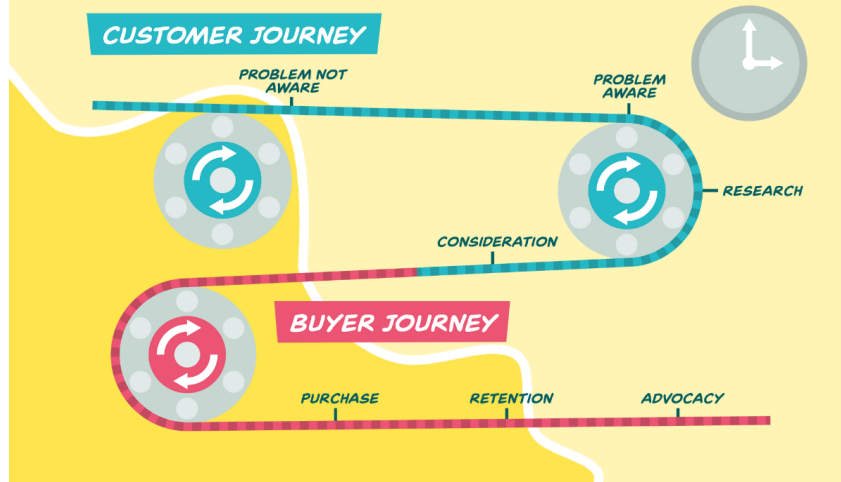 CUSTOMER JOURNEY
PROBLEM NOT
AWARE
PROBLEM
AWARE
RESEARCH
CONSIDERATION
BUYER JOURNEY
PURCHASE
RETENTION
ADVOCACY